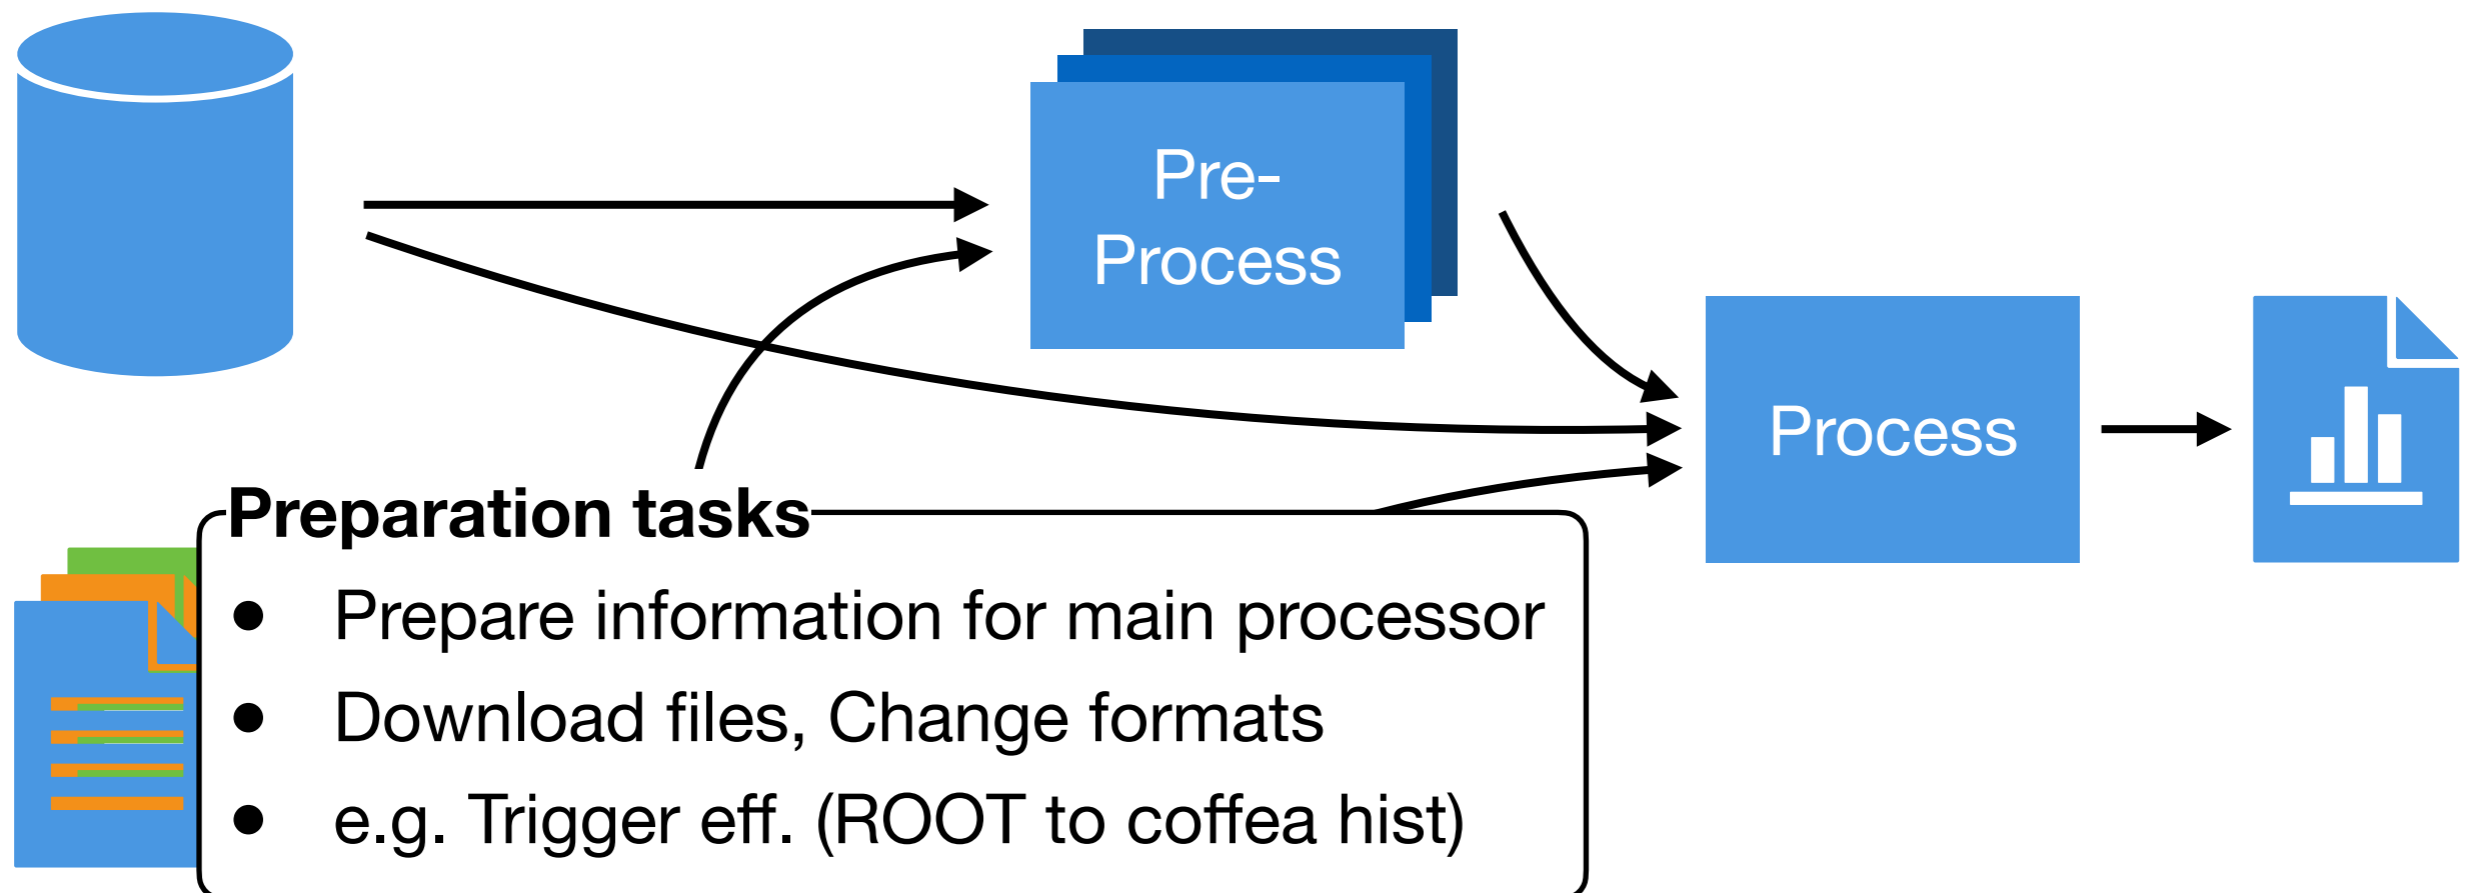 Pre-
Process
Process
Preparation tasks
● Prepare information for main processor
● Download files, Change formats
● e.g. Trigger eff. (ROOT to coffea hist)